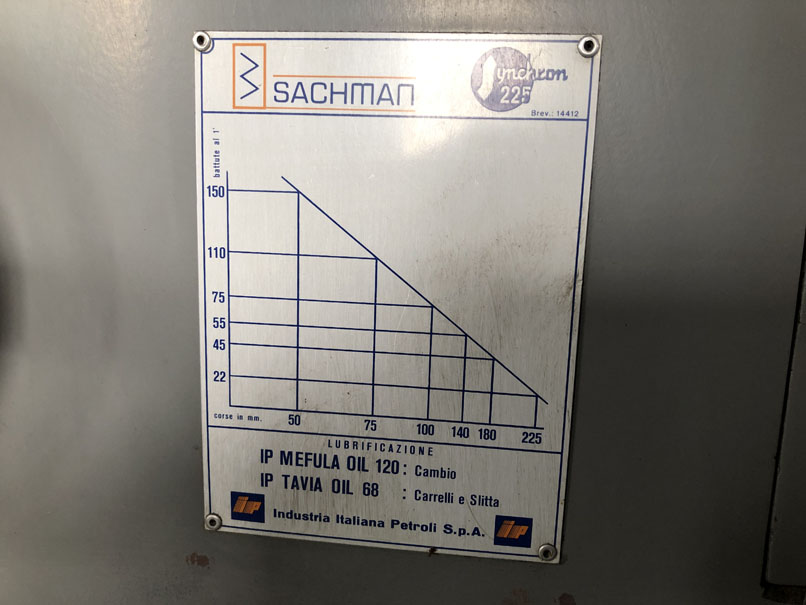 SACHMAN
Synchron
225
Brev.: 14412
battute al 1'
150
110
75
55
45
22
corse in mm.
50 75 100 140 180 225
LUBRIFICAZIONE
IP MEFULA OIL 120 : Cambio
IP TAVIA OIL 68 : Carrelli e Slitta
IP Industria Italiana Petroli S.p.A. IP